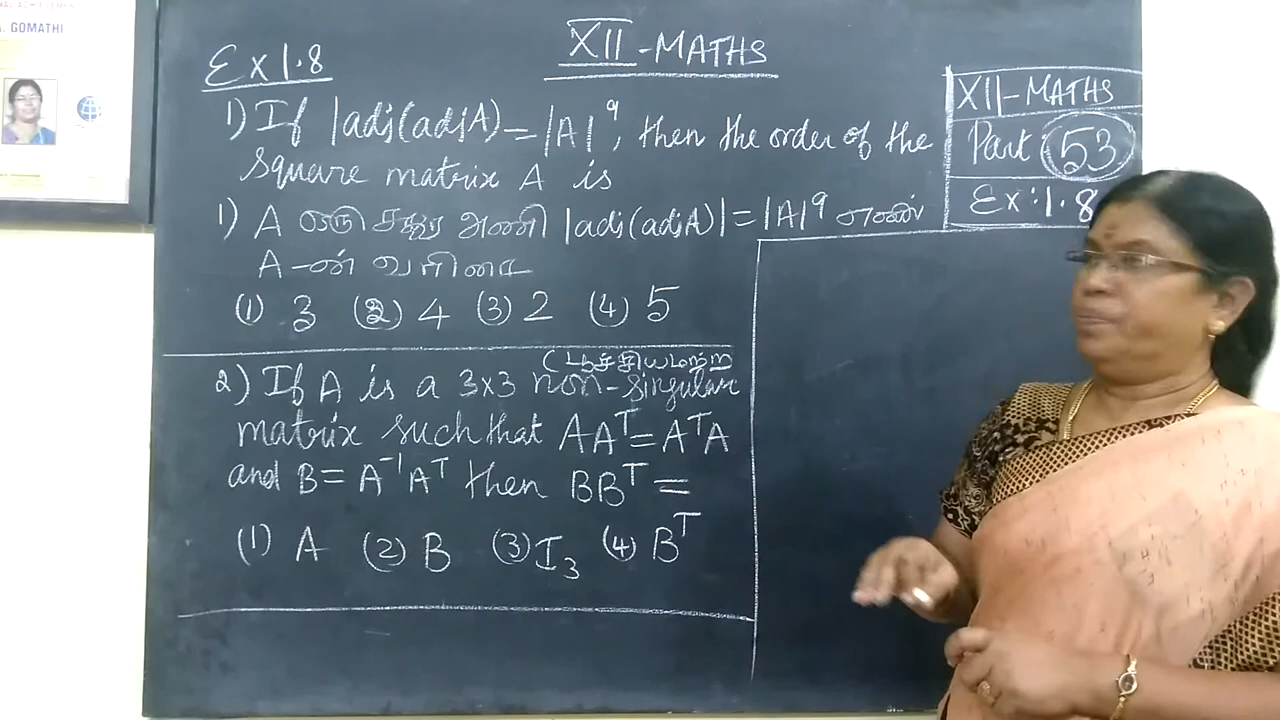 A. GOMATHI
XII - MATHS
Ex 1.8
1) If |adj(adjA) = |A|⁹, then the order of the
square matrix A is
1) A ஒரு சதுர அணி |adj(adjA)| = |A|⁹ எனில்
A-ன் வரிசை
(1) 3 (2) 4 (3) 2 (4) 5
2) If A is a 3x3 non-singular
matrix such that AAᵀ = AᵀA
and B = A⁻¹Aᵀ then BBᵀ =
(1) A (2) B (3) I₃ (4) Bᵀ
XII - MATHS
Part: 53
Ex: 1.8